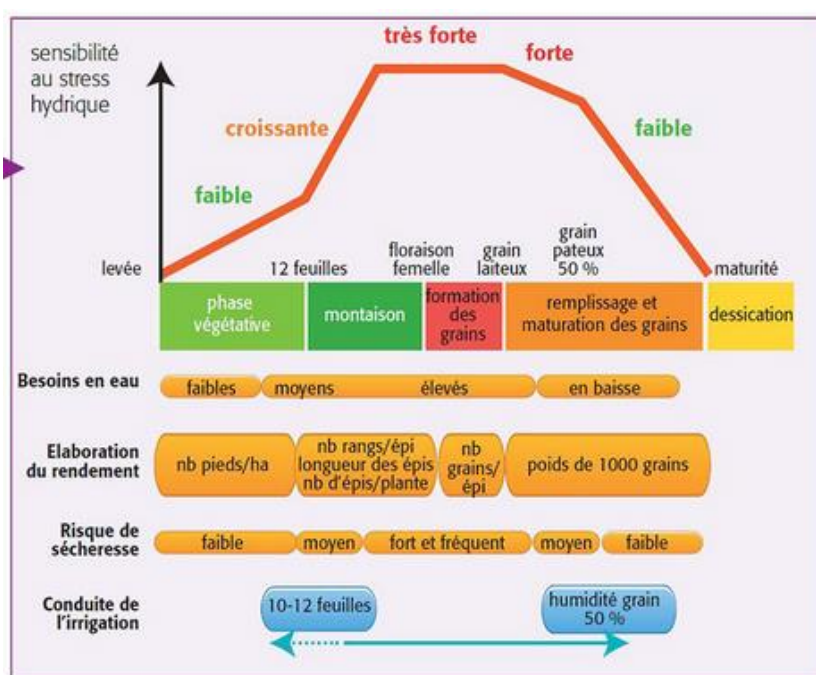 sensibilité
au stress
hydrique
très forte
forte
croissante
faible
faible
levée
12 feuilles
floraison
femelle
grain
laiteux
grain
pateux
50 %
maturité
phase
végétative
montaison
formation
des
grains
remplissage et
maturation des grains
dessication
Besoins en eau
faibles
moyens
élevés
en baisse
Elaboration
du rendement
nb pieds/ha
nb rangs/épi
longueur des épis
nb d'épis/plante
nb
grains/
épi
poids de 1000 grains
Risque de
sécheresse
faible
moyen
fort et fréquent
moyen
faible
Conduite de
l'irrigation
10-12 feuilles
humidité grain
50 %